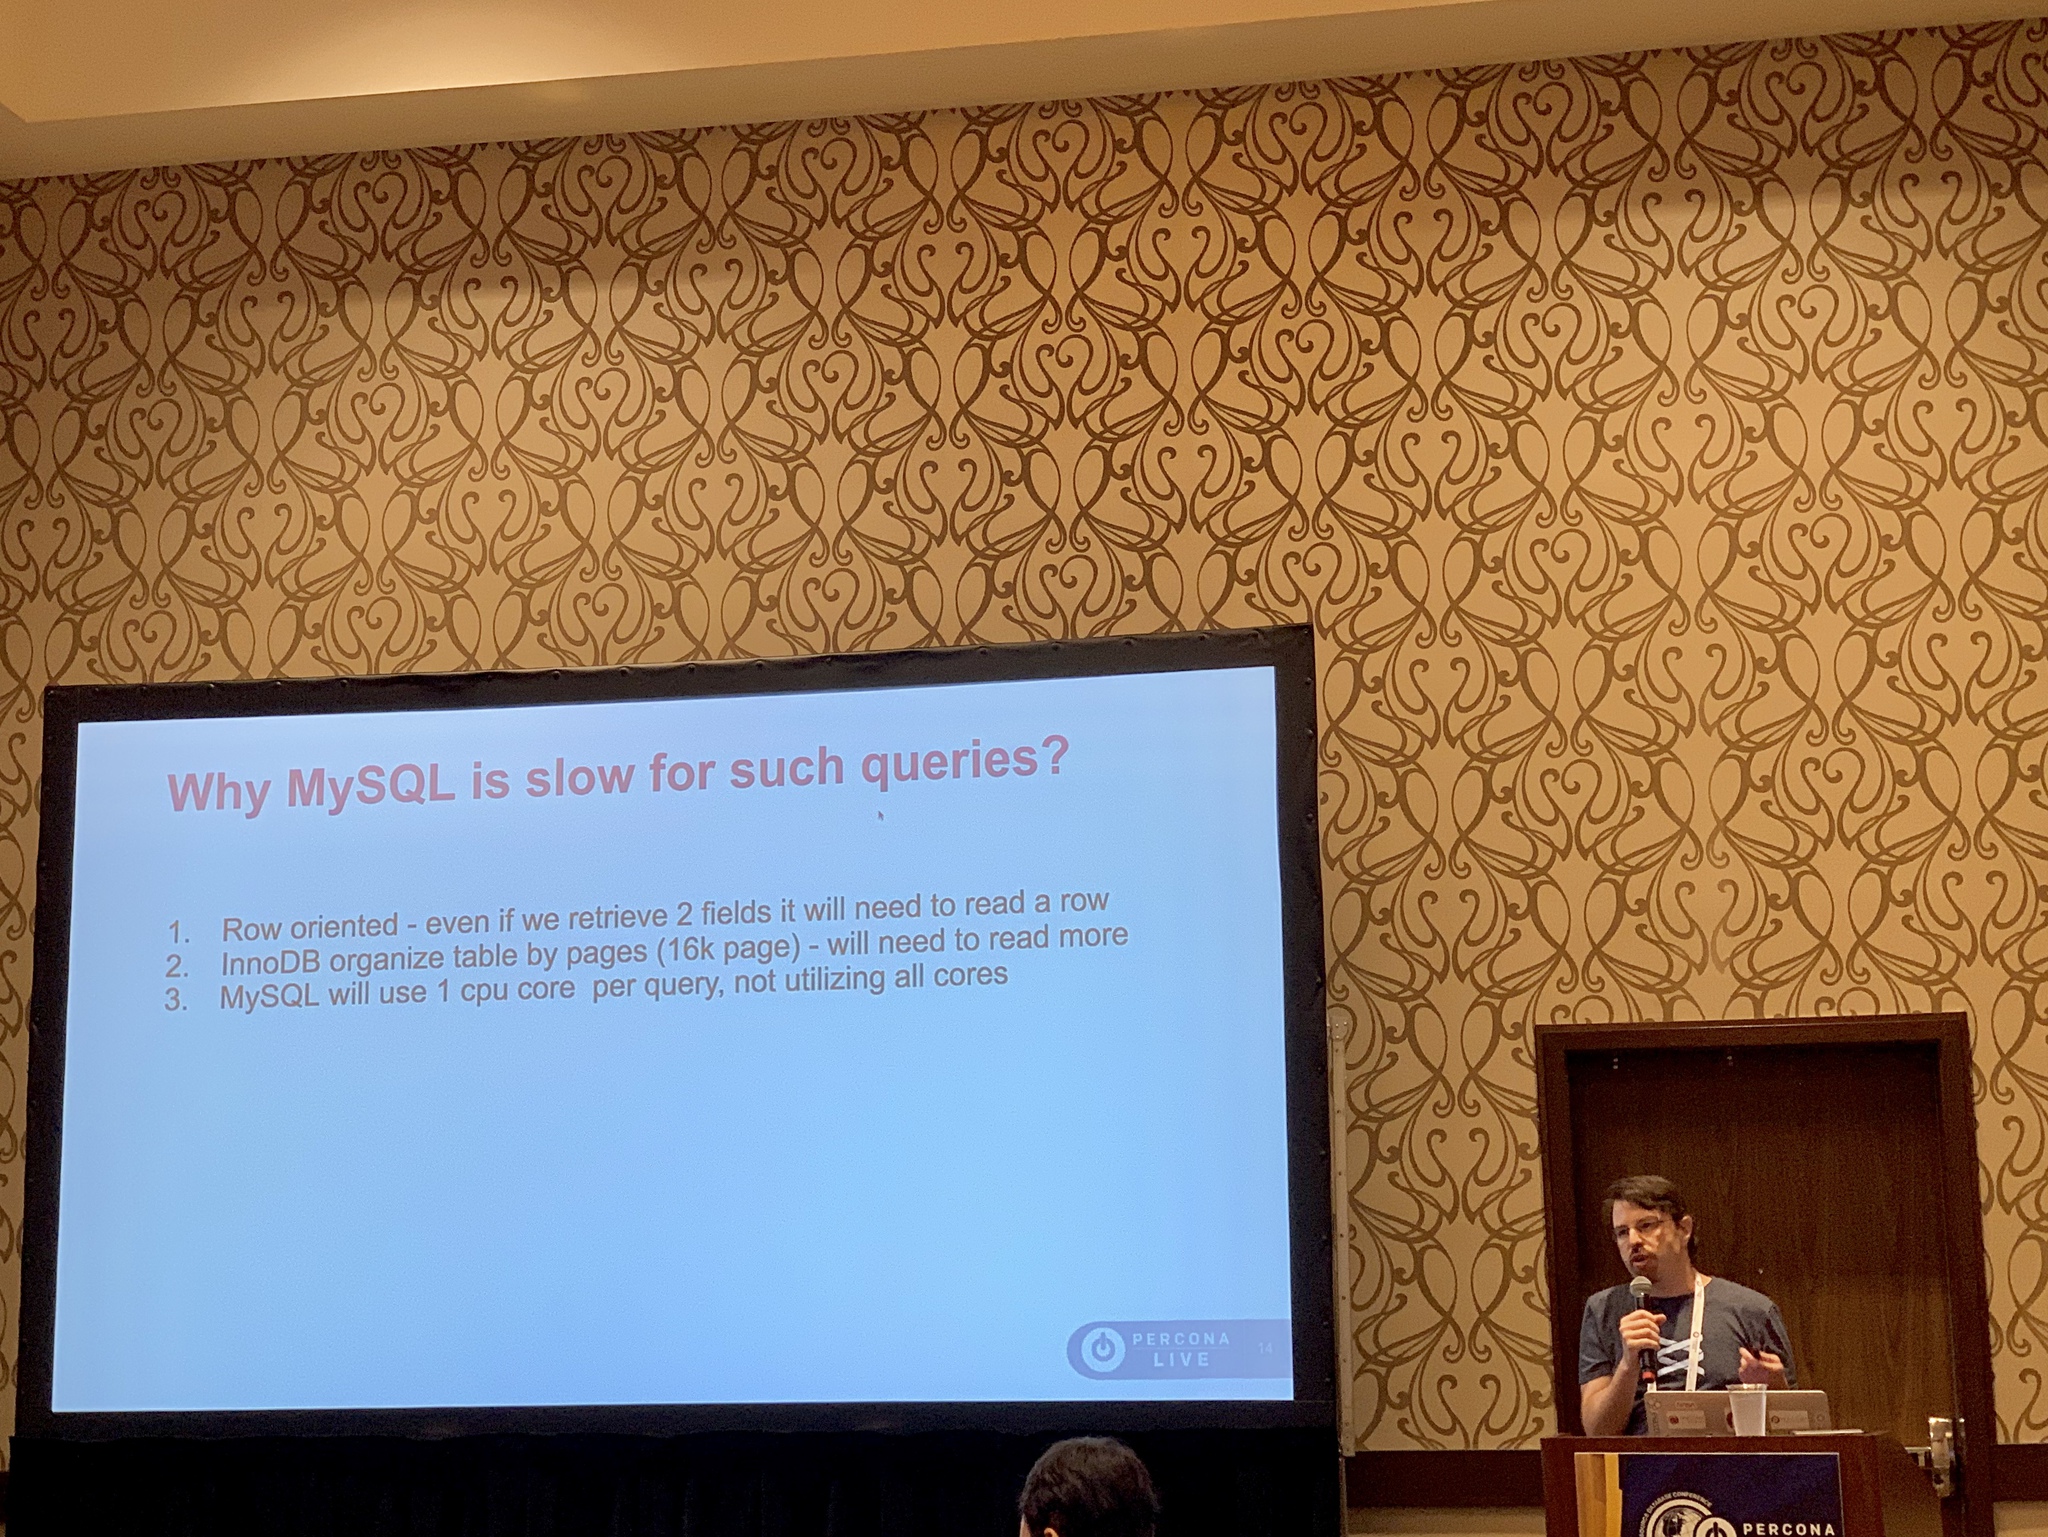 Why MySQL is slow for such queries?
1. Row oriented - even if we retrieve 2 fields it will need to read a row
2. InnoDB organize table by pages (16k page) - will need to read more
3. MySQL will use 1 cpu core per query, not utilizing all cores
PERCONA
LIVE
14
DATABASE CONFERENCE
PERCONA